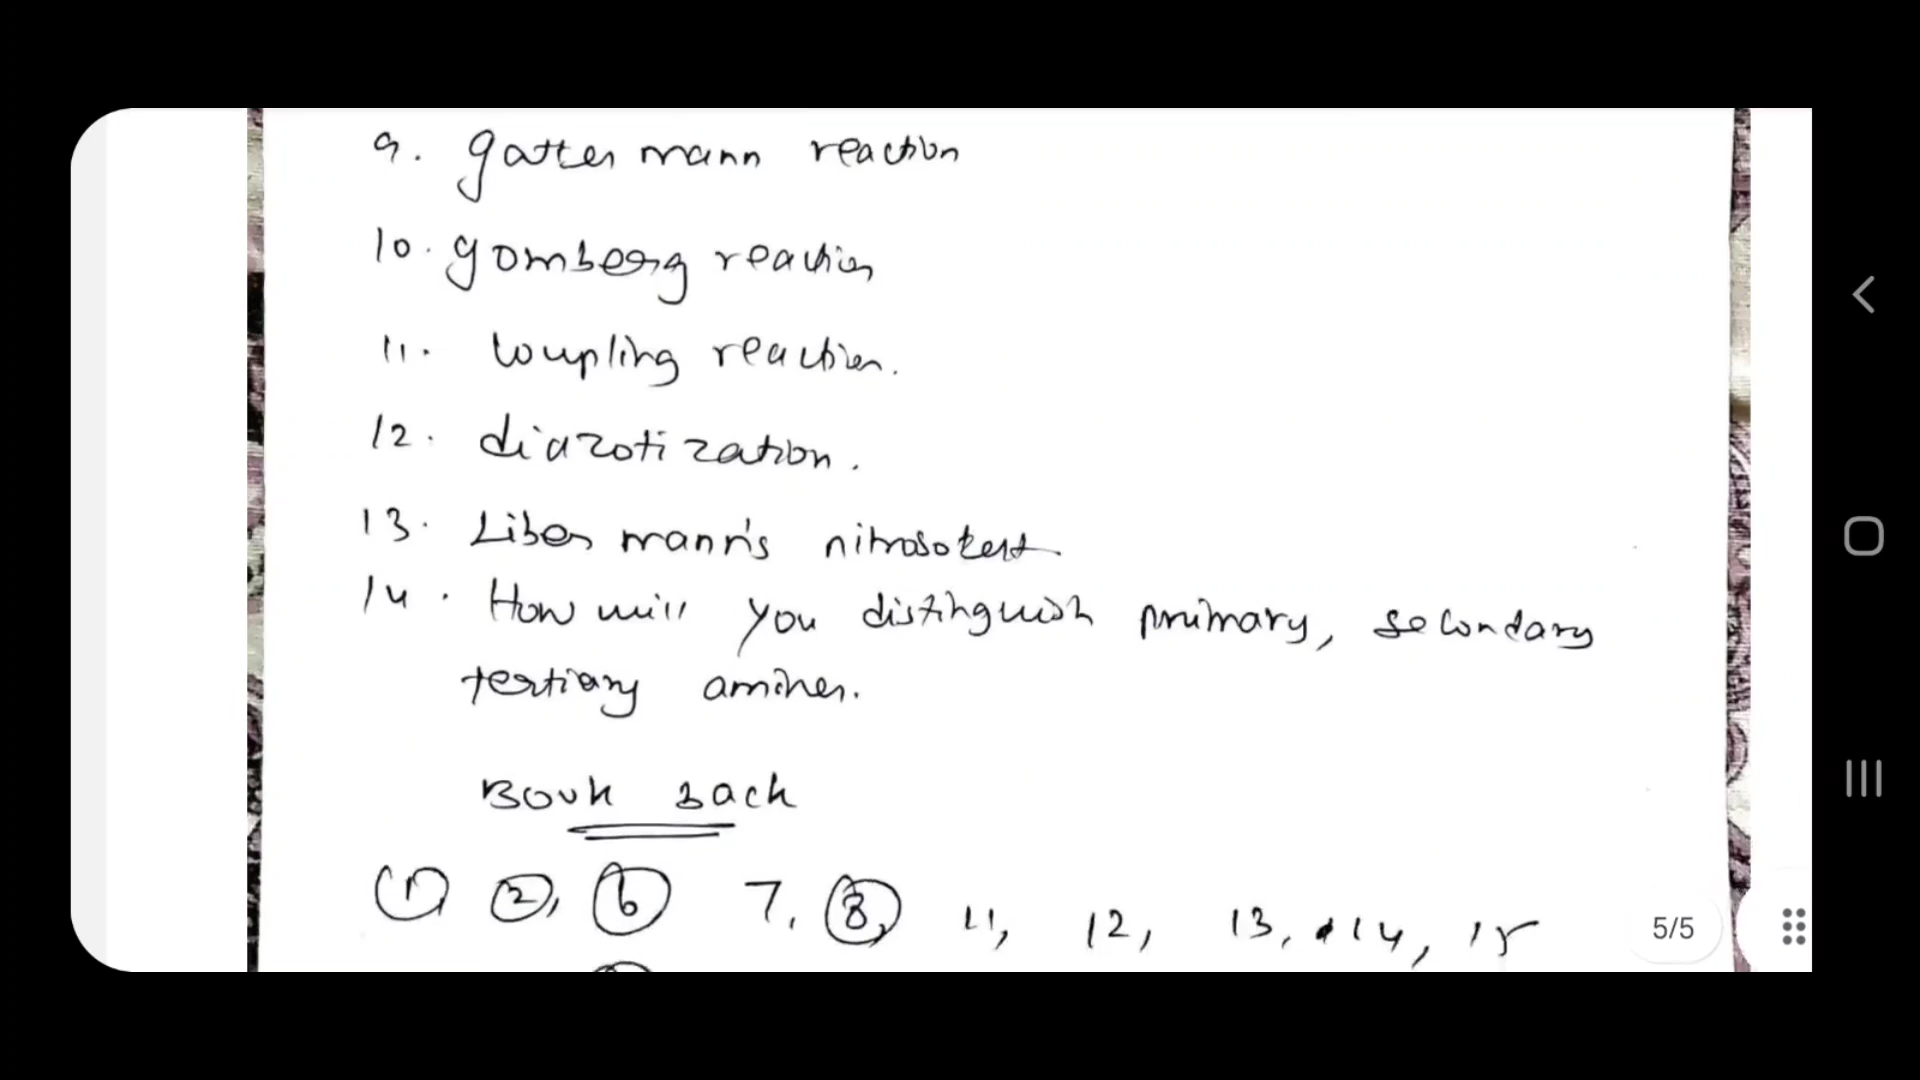 9. gattermann reaction
10. gomberg reaction
11. Coupling reaction.
12. diazotization.
13. Libermann's nitroso test.
14. How will you distinguish primary, secondary
tertiary amines.
Book back
1 2, 6 7, 8, 11, 12, 13, 14, 15
5/5